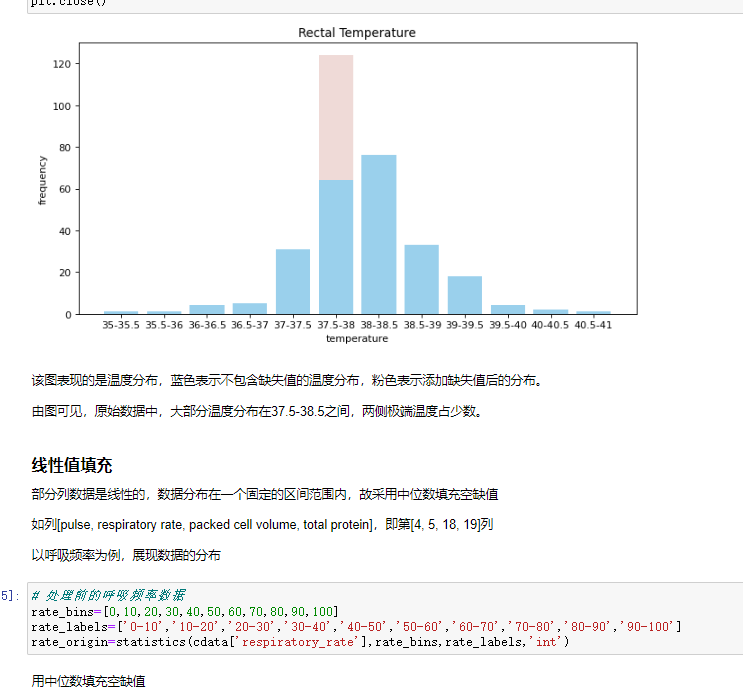 plt.close()
Rectal Temperature
120
100
80
60
40
20
0
frequency
35-35.5 35.5-36 36-36.5 36.5-37 37-37.5 37.5-38 38-38.5 38.5-39 39-39.5 39.5-40 40-40.5 40.5-41
temperature
该图表现的是温度分布，蓝色表示不包含缺失值的温度分布，粉色表示添加缺失值后的分布。
由图可见，原始数据中，大部分温度分布在37.5-38.5之间，两侧极端温度占少数。
线性值填充
部分列数据是线性的，数据分布在一个固定的区间范围内，故采用中位数填充空缺值
如列[pulse, respiratory rate, packed cell volume, total protein]，即第[4, 5, 18, 19]列
以呼吸频率为例，展现数据的分布
5]:
# 处理前的呼吸频率数据
rate_bins=[0,10,20,30,40,50,60,70,80,90,100]
rate_labels=['0-10','10-20','20-30','30-40','40-50','50-60','60-70','70-80','80-90','90-100']
rate_origin=statistics(cdata['respiratory_rate'],rate_bins,rate_labels,'int')
用中位数填充空缺值